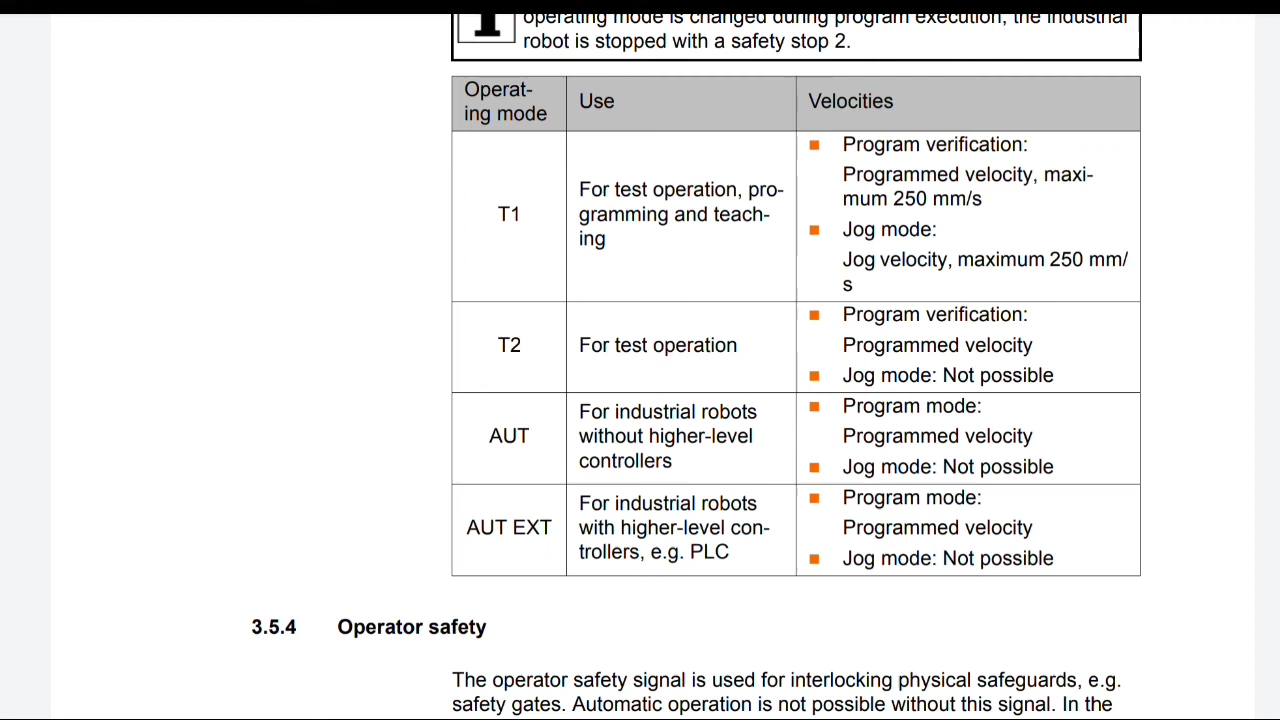 operating mode is changed during program execution, the industrial
robot is stopped with a safety stop 2.
Operat-
ing mode
Use
Velocities
T1
For test operation, pro-
gramming and teach-
ing
■ Program verification:
Programmed velocity, maxi-
mum 250 mm/s
■ Jog mode:
Jog velocity, maximum 250 mm/
s
T2
For test operation
■ Program verification:
Programmed velocity
■ Jog mode: Not possible
AUT
For industrial robots
without higher-level
controllers
■ Program mode:
Programmed velocity
■ Jog mode: Not possible
AUT EXT
For industrial robots
with higher-level con-
trollers, e.g. PLC
■ Program mode:
Programmed velocity
■ Jog mode: Not possible
3.5.4 Operator safety
The operator safety signal is used for interlocking physical safeguards, e.g.
safety gates. Automatic operation is not possible without this signal. In the